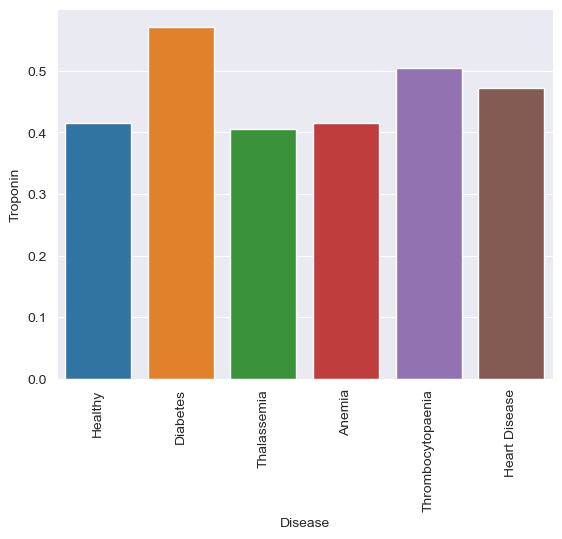 Troponin
0.5
0.4
0.3
0.2
0.1
0.0
Healthy
Diabetes
Thalassemia
Anemia
Thrombocytopaenia
Heart Disease
Disease